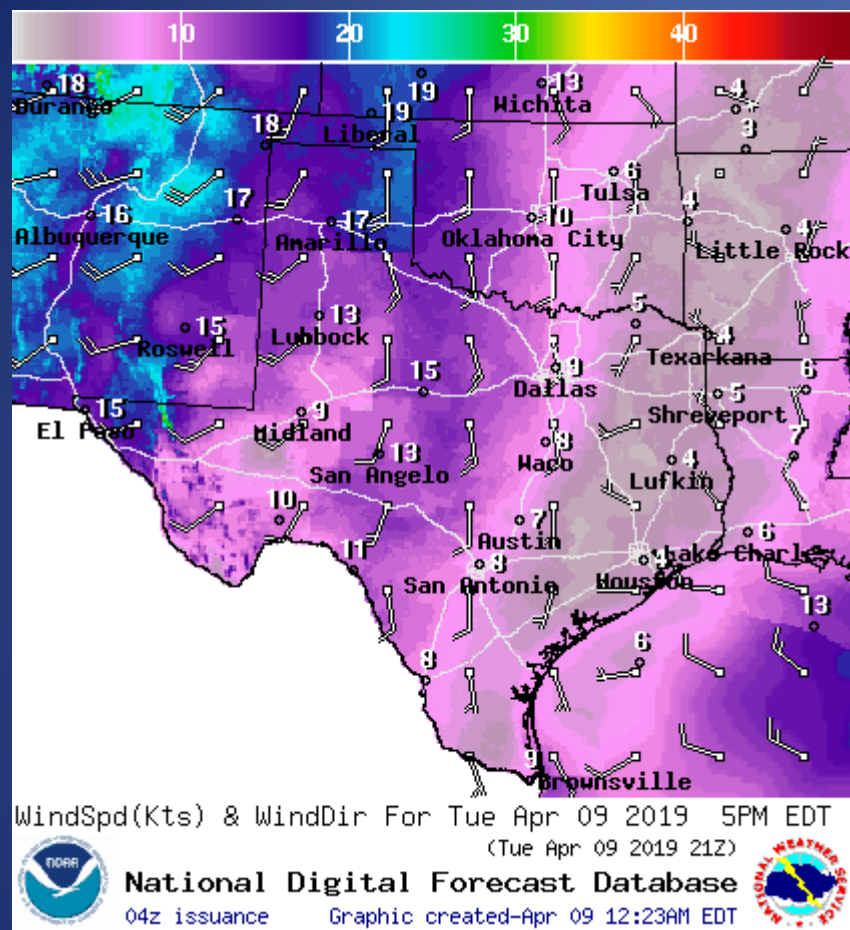 10 20 30 40
18 19 13 4
Durango Liberal 19 Wichita
18 3
6
Tulsa
16 17 17 10 4 4
Albuquerque Amarillo Oklahoma City Little Rock
15 13 5 4
Roswell Lubbock Texarkana
15 9 6
Dallas
15 9 5
El Paso Midland Shreveport
13 8 4 7
San Angelo Waco Lufkin
10 7 6
Austin Lake Charles
11 8
San Antonio Houston
13
8 6
9
Brownsville
WindSpd(Kts) & WindDir For Tue Apr 09 2019 5PM EDT
(Tue Apr 09 2019 21Z)
NOAA
National Digital Forecast Database
04z issuance Graphic created-Apr 09 12:23AM EDT
NATIONAL WEATHER SERVICE